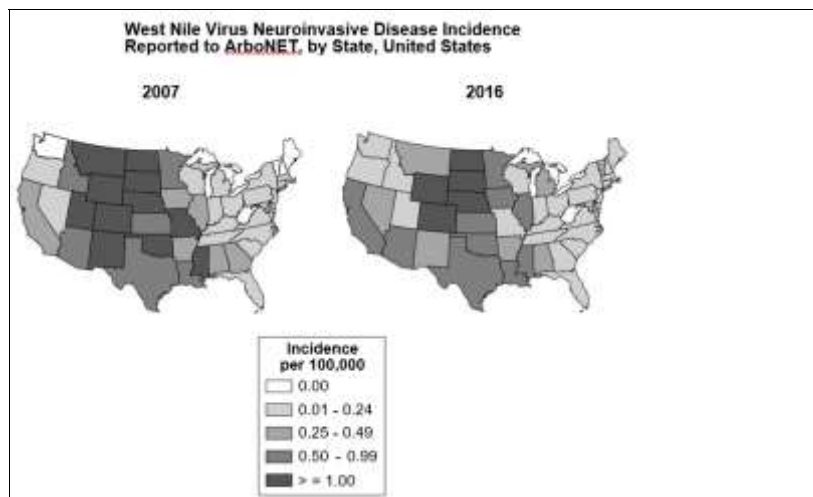 West Nile Virus Neuroinvasive Disease Incidence
Reported to ArboNET, by State, United States
2007
2016
Incidence
per 100,000
0.00
0.01 - 0.24
0.25 - 0.49
0.50 - 0.99
> = 1.00